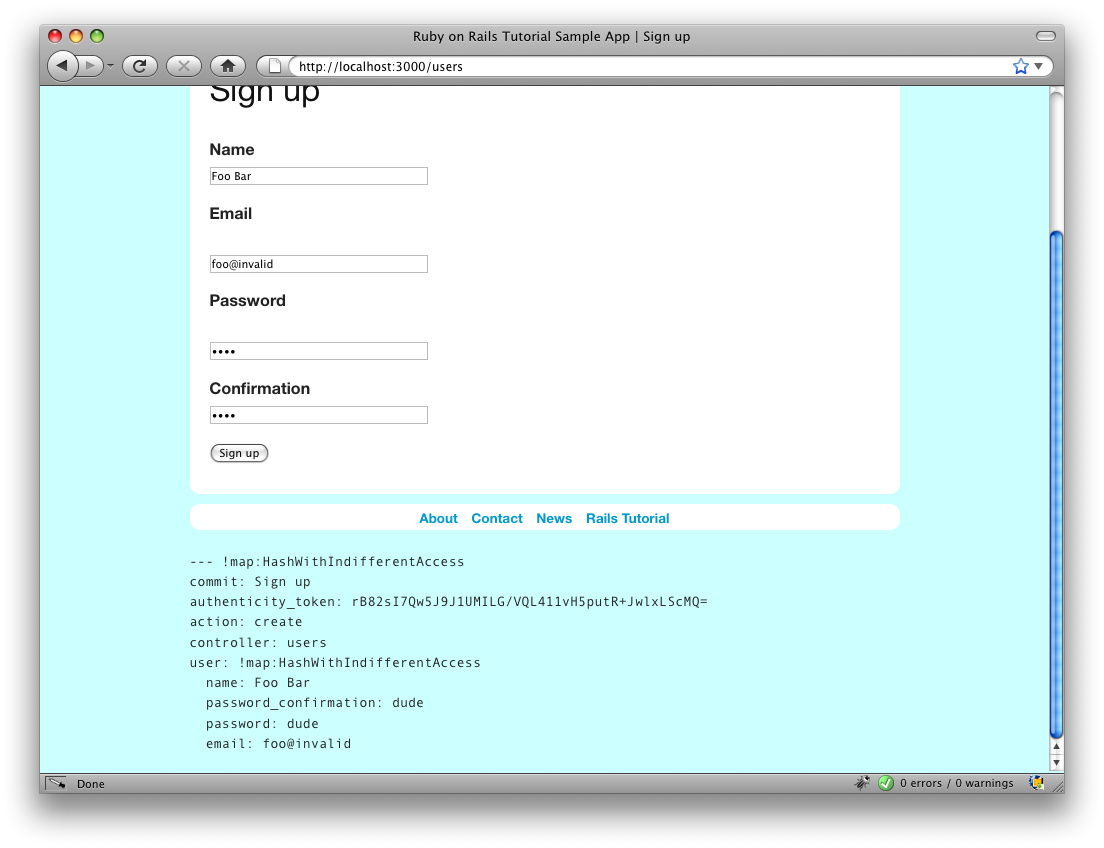 Ruby on Rails Tutorial Sample App | Sign up
http://localhost:3000/users
Sign up
Name
Foo Bar
Email
foo@invalid
Password
••••
Confirmation
••••
Sign up
About Contact News Rails Tutorial
--- !map:HashWithIndifferentAccess
commit: Sign up
authenticity_token: rB82sI7Qw5J9J1UMILG/VQL411vH5putR+JwlxLScMQ=
action: create
controller: users
user: !map:HashWithIndifferentAccess
  name: Foo Bar
  password_confirmation: dude
  password: dude
  email: foo@invalid
Done 0 errors / 0 warnings